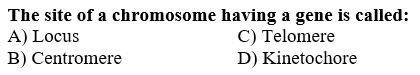 The site of a chromosome having a gene is called:
A) Locus C) Telomere
B) Centromere D) Kinetochore